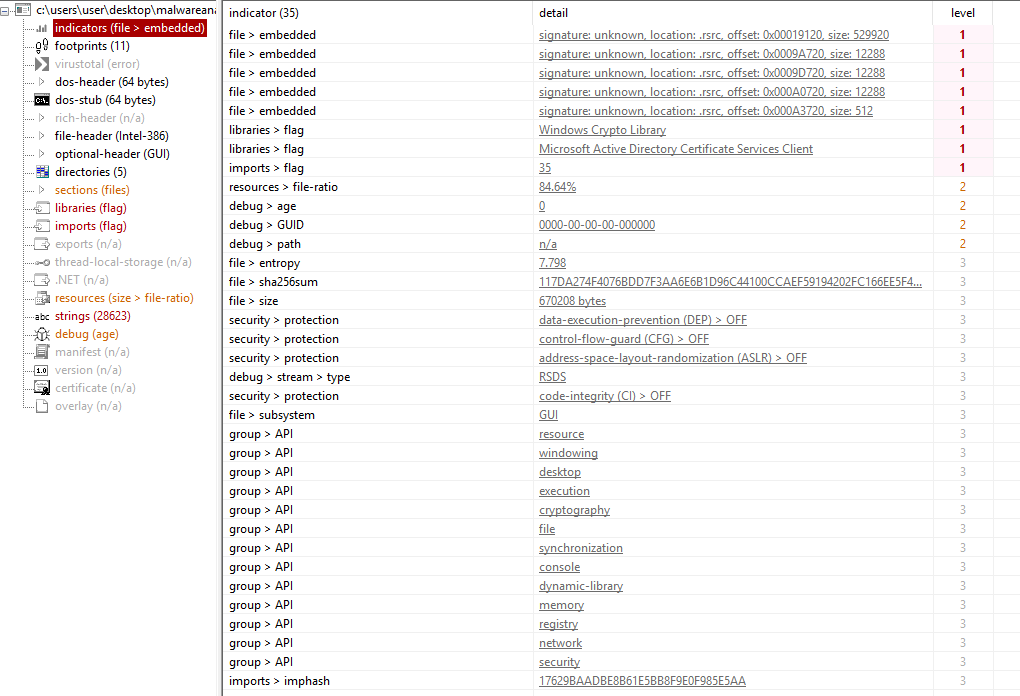 c:\users\user\desktop\malwareana
indicators (file > embedded)
footprints (11)
virustotal (error)
dos-header (64 bytes)
dos-stub (64 bytes)
rich-header (n/a)
file-header (Intel-386)
optional-header (GUI)
directories (5)
sections (files)
libraries (flag)
imports (flag)
exports (n/a)
thread-local-storage (n/a)
.NET (n/a)
resources (size > file-ratio)
abc strings (28623)
debug (age)
manifest (n/a)
1.0 version (n/a)
certificate (n/a)
overlay (n/a)
indicator (35) detail level
file > embedded signature: unknown, location: .rsrc, offset: 0x00019120, size: 529920 1
file > embedded signature: unknown, location: .rsrc, offset: 0x0009A720, size: 12288 1
file > embedded signature: unknown, location: .rsrc, offset: 0x0009D720, size: 12288 1
file > embedded signature: unknown, location: .rsrc, offset: 0x000A0720, size: 12288 1
file > embedded signature: unknown, location: .rsrc, offset: 0x000A3720, size: 512 1
libraries > flag Windows Crypto Library 1
libraries > flag Microsoft Active Directory Certificate Services Client 1
imports > flag 35 1
resources > file-ratio 84.64% 2
debug > age 0 2
debug > GUID 0000-00-00-00-000000 2
debug > path n/a 2
file > entropy 7.798 3
file > sha256sum 117DA274F4076BDD7F3AA6E6B1D96C44100CCAEF59194202FC166EE5F4... 3
file > size 670208 bytes 3
security > protection data-execution-prevention (DEP) > OFF 3
security > protection control-flow-guard (CFG) > OFF 3
security > protection address-space-layout-randomization (ASLR) > OFF 3
debug > stream > type RSDS 3
security > protection code-integrity (CI) > OFF 3
file > subsystem GUI 3
group > API resource 3
group > API windowing 3
group > API desktop 3
group > API execution 3
group > API cryptography 3
group > API file 3
group > API synchronization 3
group > API console 3
group > API dynamic-library 3
group > API memory 3
group > API registry 3
group > API network 3
group > API security 3
imports > imphash 17629BAADBE8B61E5BB8F9E0F985E5AA 3